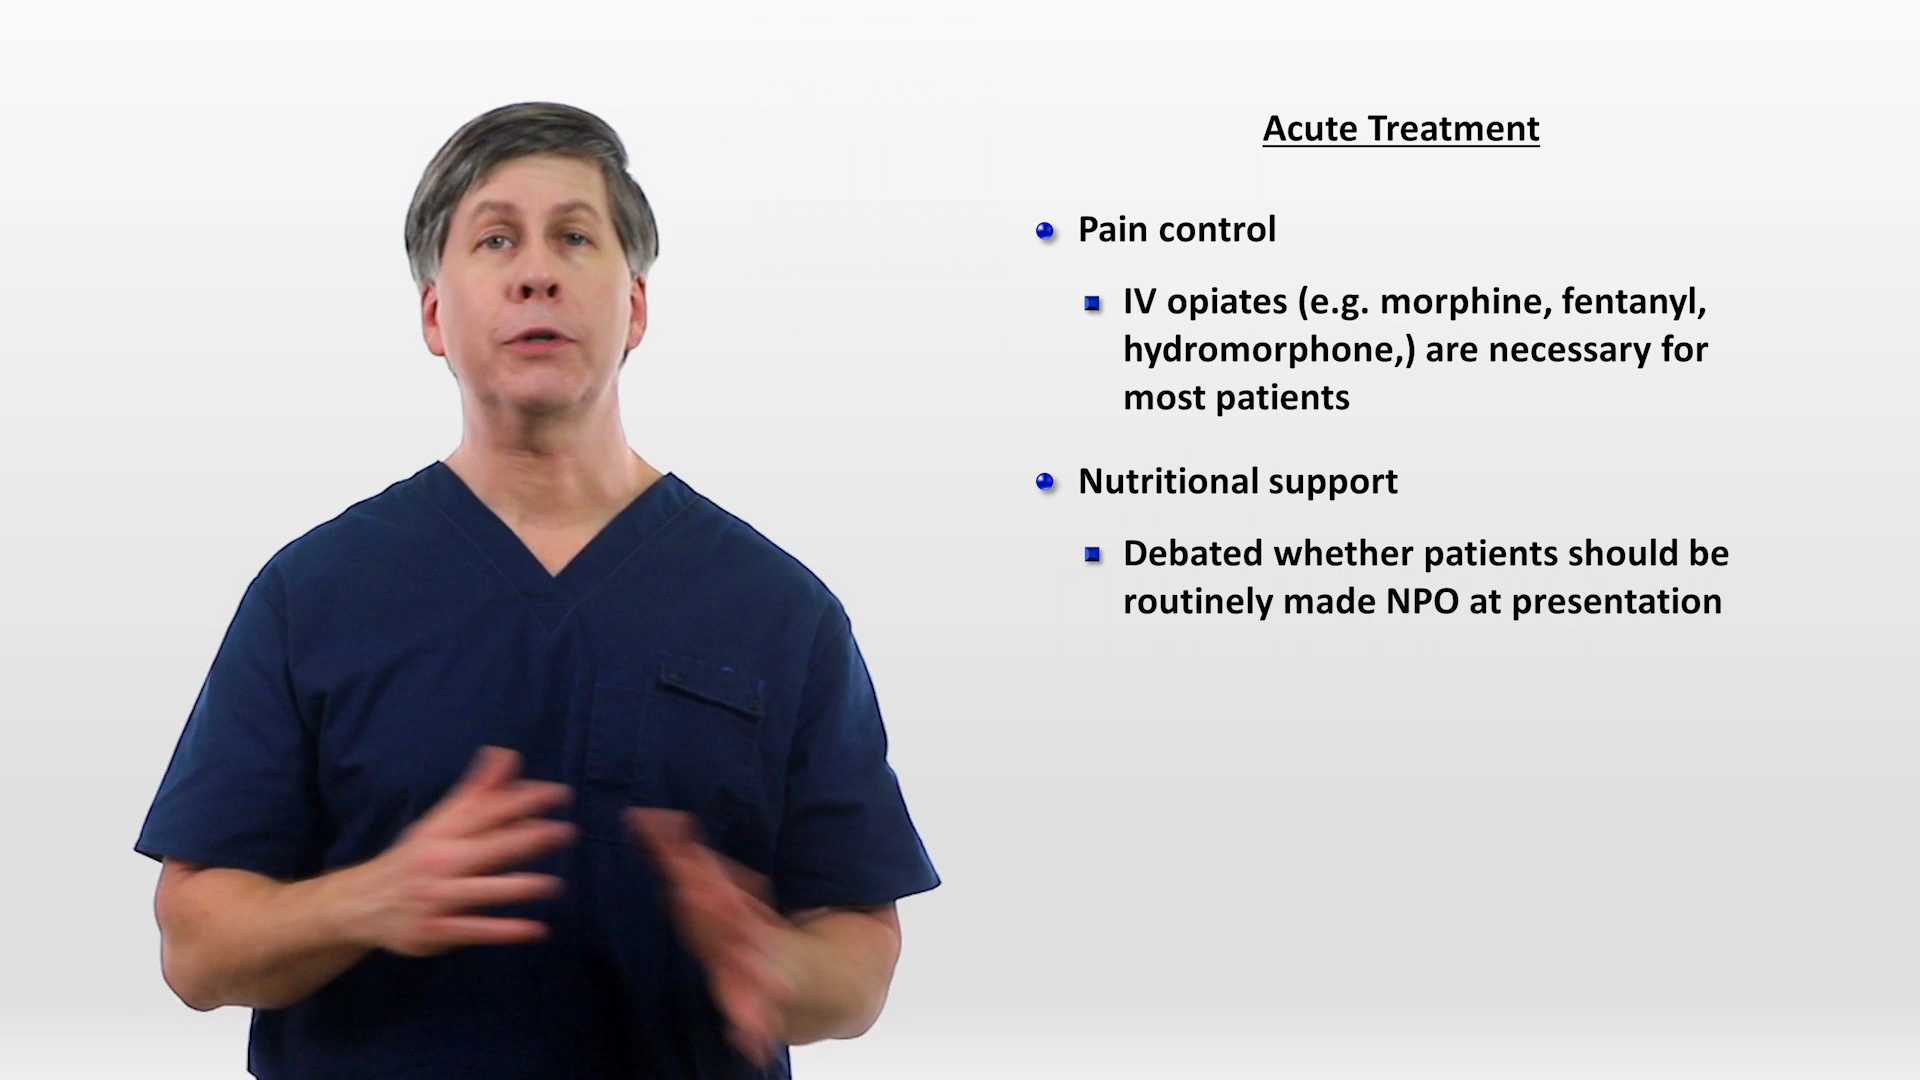 Acute Treatment
Pain control
IV opiates (e.g. morphine, fentanyl,
hydromorphone,) are necessary for
most patients
Nutritional support
Debated whether patients should be
routinely made NPO at presentation